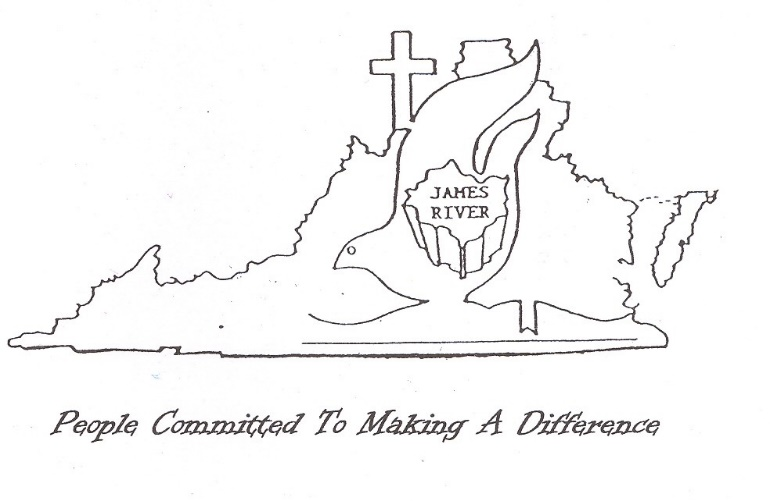 JAMES
RIVER
People Committed To Making A Difference